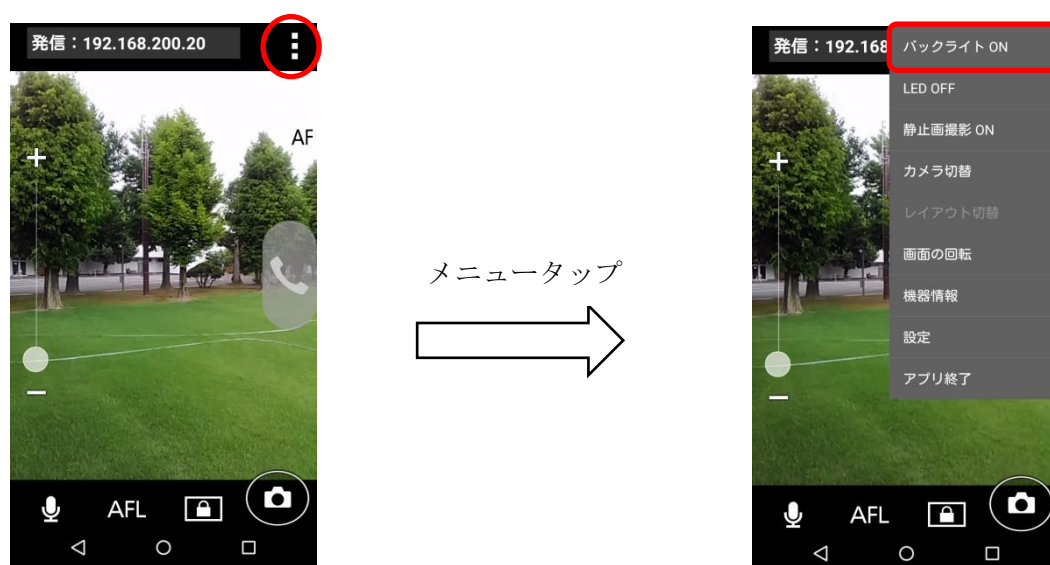 発信：192.168.200.20
AF
AFL
メニュータップ
発信：192.168
バックライト ON
LED OFF
静止画撮影 ON
カメラ切替
レイアウト切替
画面の回転
機器情報
設定
アプリ終了
AFL